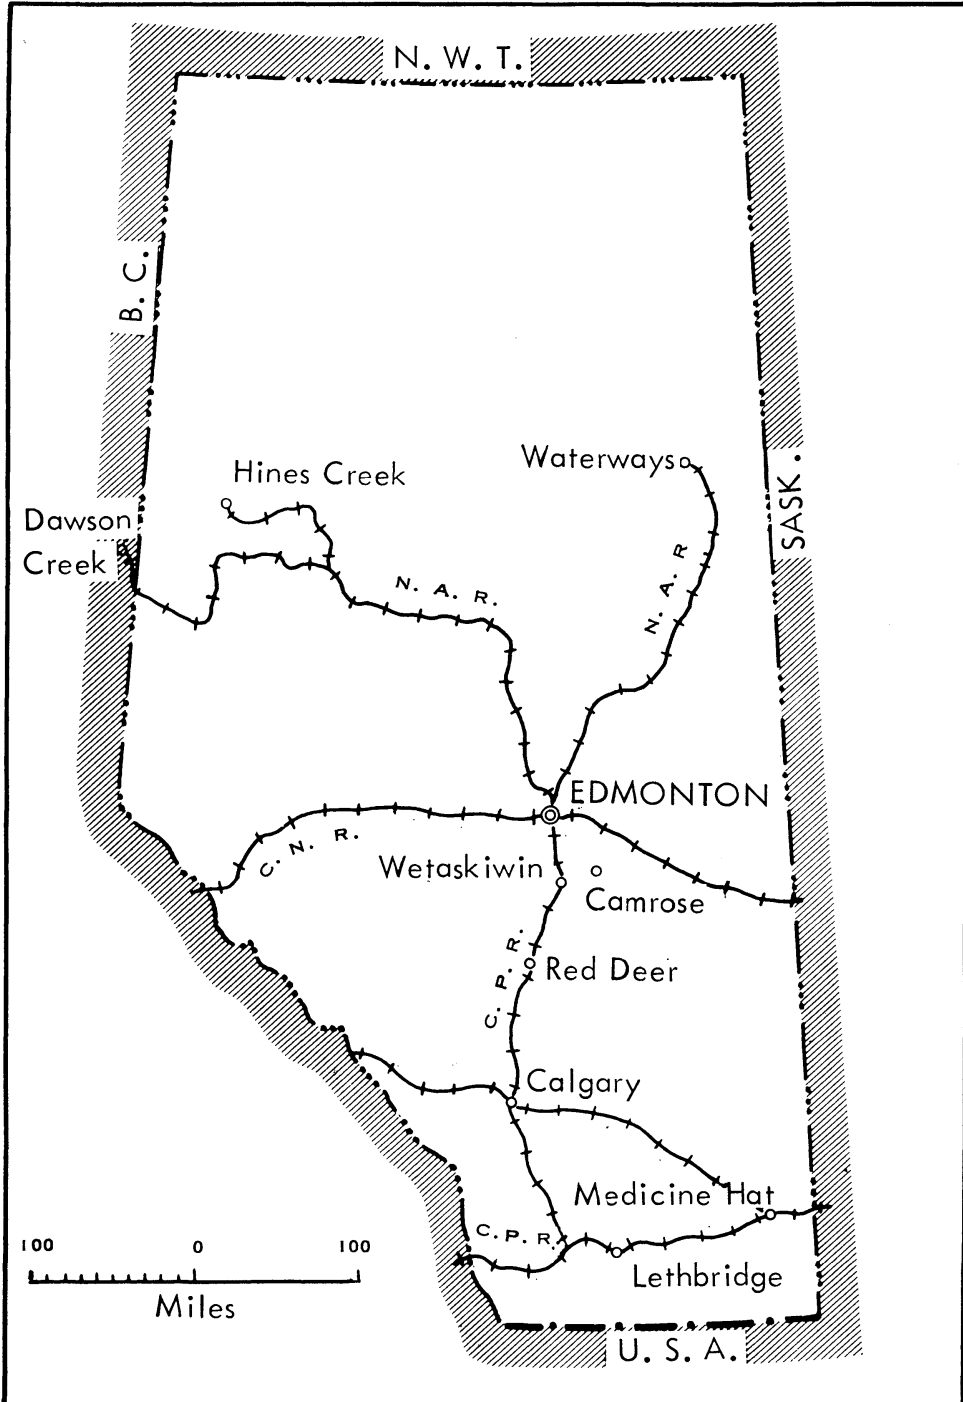 N. W. T.
B. C.
Waterways
Hines Creek
SASK.
Dawson
Creek
N. A. R.
N. A. R
EDMONTON
C. N. R.
Wetaskiwin
Camrose
C. P. R.
Red Deer
Calgary
Medicine Hat
C. P. R.
100 0 100
Lethbridge
Miles
U. S. A.